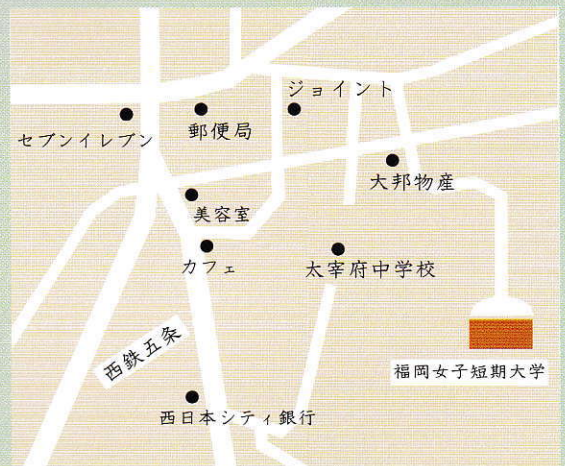 ジョイント
セブンイレブン
郵便局
大邦物産
美容室
カフェ
太宰府中学校
西鉄五条
福岡女子短期大学
西日本シティ銀行